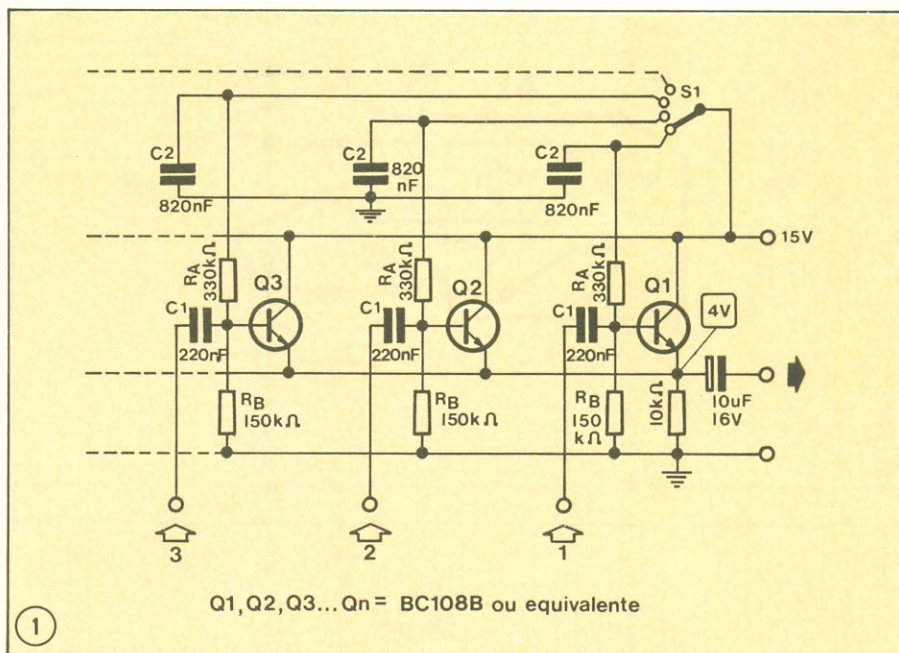 S1
C2
820nF
C2
820
nF
C2
820nF
15V
RA
330kΩ
Q3
C1
220nF
RA
330kΩ
Q2
C1
220nF
RA
330kΩ
Q1
C1
220nF
4V
RB
150kΩ
RB
150kΩ
RB
150
kΩ
10kΩ
10uF
16V
3
2
1
Q1,Q2,Q3...Qn= BC108B ou equivalente
1